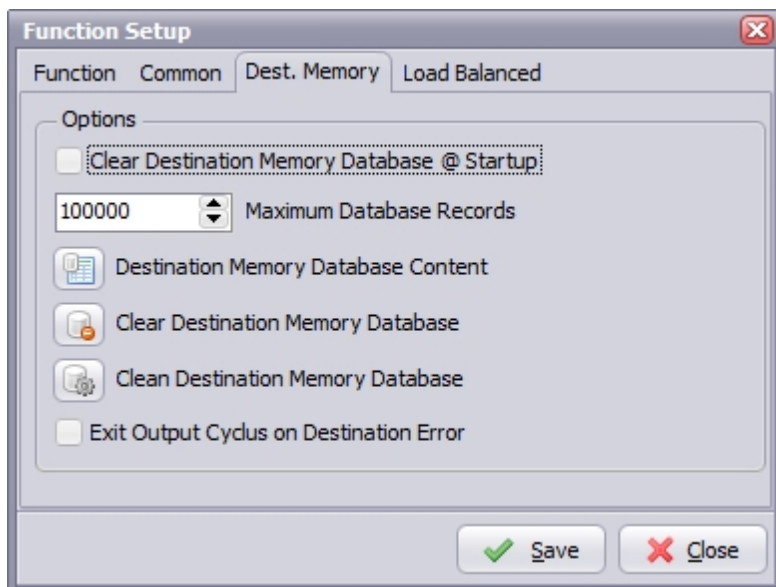 Function Setup
Function Common Dest. Memory Load Balanced
Options
Clear Destination Memory Database @ Startup
100000 Maximum Database Records
Destination Memory Database Content
Clear Destination Memory Database
Clean Destination Memory Database
Exit Output Cyclus on Destination Error
Save Close